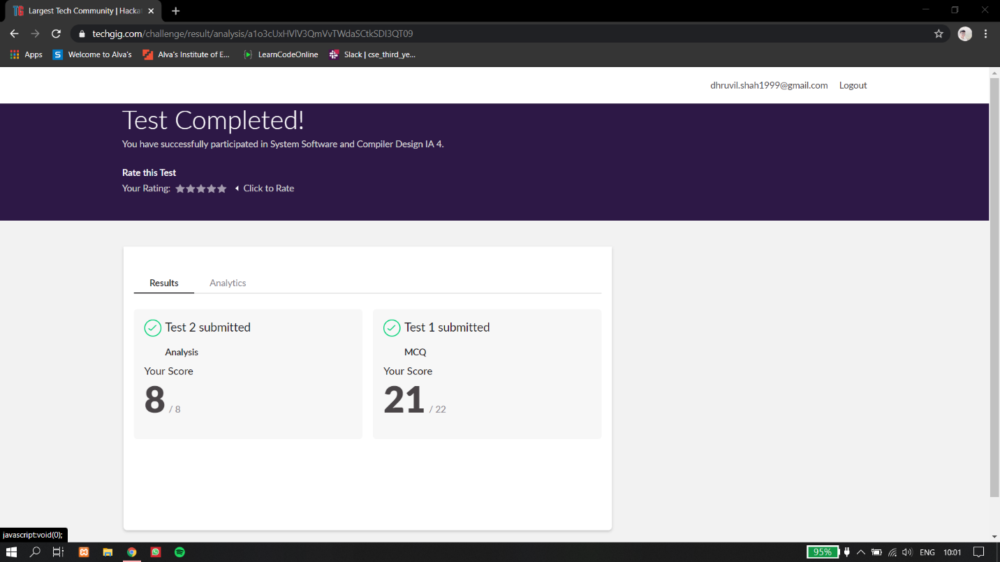 Largest Tech Community | Hacka
techgig.com/challenge/result/analysis/a1o3cUxHVlV3QmVvTWdaSCtkSDI3QT09
Apps Welcome to Alva's Alva's Institute of E... LearnCodeOnline Slack | cse_third_ye...
dhruvil.shah1999@gmail.com Logout
Test Completed!
You have successfully participated in System Software and Compiler Design IA 4.
Rate this Test
Your Rating: Click to Rate
Results Analytics
Test 2 submitted
Analysis
Your Score
8 / 8
Test 1 submitted
MCQ
Your Score
21 / 22
javascript:void(0);
95% ENG 10:01